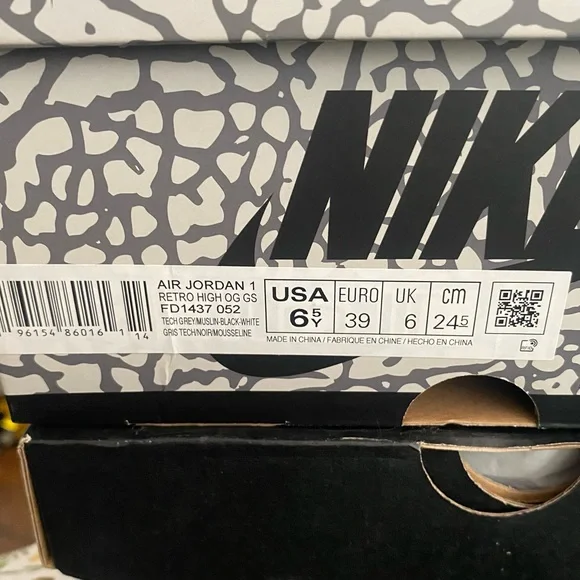 NIKE
AIR JORDAN 1
RETRO HIGH OG GS
FD1437 052
TECH GREY/MUSLIN-BLACK-WHITE
GRIS TECH/NOIR/MOUSSELINE
USA
6 5 Y
EURO
39
UK
6
cm
24 5
96154 86016 1 14
MADE IN CHINA / FABRIQUE EN CHINE / HECHO EN CHINA